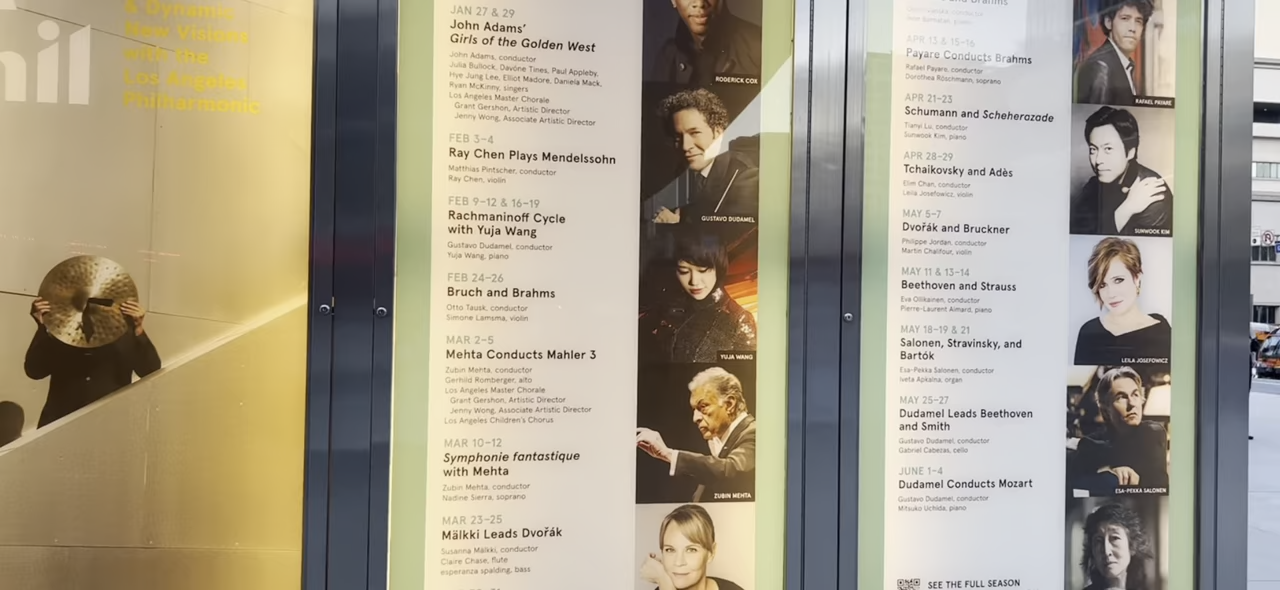 hil
& Dynamic
New Visions
with the
Los Angeles
Philharmonic
JAN 27 & 29
John Adams’
Girls of the Golden West
John Adams, conductor
Julia Bullock, Davóne Tines, Paul Appleby,
Hye Jung Lee, Elliot Madore, Daniela Mack,
Ryan McKinny, singers
Los Angeles Master Chorale
Grant Gershon, Artistic Director
Jenny Wong, Associate Artistic Director
FEB 3–4
Ray Chen Plays Mendelssohn
Matthias Pintscher, conductor
Ray Chen, violin
FEB 9–12 & 16–19
Rachmaninoff Cycle
with Yuja Wang
Gustavo Dudamel, conductor
Yuja Wang, piano
FEB 24–26
Bruch and Brahms
Otto Tausk, conductor
Simone Lamsma, violin
MAR 2–5
Mehta Conducts Mahler 3
Zubin Mehta, conductor
Gerhild Romberger, alto
Los Angeles Master Chorale
Grant Gershon, Artistic Director
Jenny Wong, Associate Artistic Director
Los Angeles Children’s Chorus
MAR 10–12
Symphonie fantastique
with Mehta
Zubin Mehta, conductor
Nadine Sierra, soprano
MAR 23–25
Mälkki Leads Dvořák
Susanna Mälkki, conductor
Claire Chase, flute
esperanza spalding, bass
RODERICK COX
GUSTAVO DUDAMEL
YUJA WANG
ZUBIN MEHTA
APR 13 & 15–16
Payare Conducts Brahms
Rafael Payare, conductor
Dorothea Röschmann, soprano
APR 21–23
Schumann and Scheherazade
Tianyi Lu, conductor
Sunwook Kim, piano
APR 28–29
Tchaikovsky and Adès
Elim Chan, conductor
Leila Josefowicz, violin
MAY 5–7
Dvořák and Bruckner
Philippe Jordan, conductor
Martin Chalifour, violin
MAY 11 & 13–14
Beethoven and Strauss
Eva Ollikainen, conductor
Pierre-Laurent Aimard, piano
MAY 18–19 & 21
Salonen, Stravinsky, and
Bartók
Esa-Pekka Salonen, conductor
Iveta Apkalna, organ
MAY 25–27
Dudamel Leads Beethoven
and Smith
Gustavo Dudamel, conductor
Gabriel Cabezas, cello
JUNE 1–4
Dudamel Conducts Mozart
Gustavo Dudamel, conductor
Mitsuko Uchida, piano
SEE THE FULL SEASON
RAFAEL PAYARE
SUNWOOK KIM
LEILA JOSEFOWICZ
ESA-PEKKA SALONEN